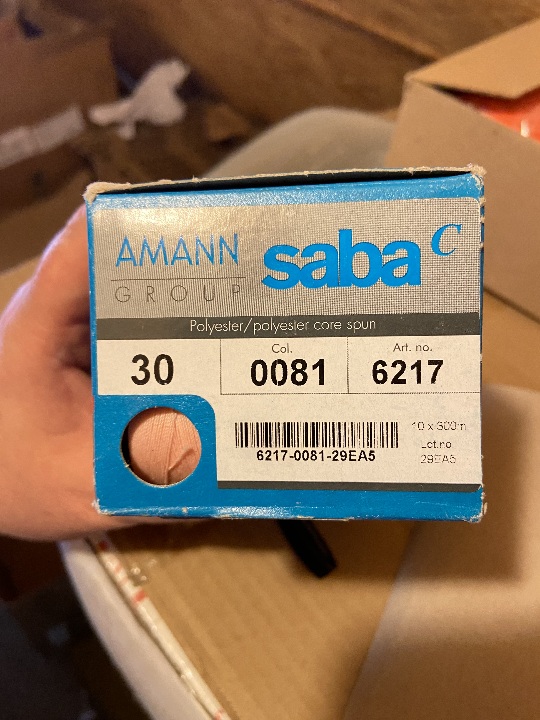 AMANN
GROUP
saba C
Polyester/polyester core spun
30
Col.
0081
Art. no.
6217
6217-0081-29EA5
10 x 300m
Lot.no
29EA5